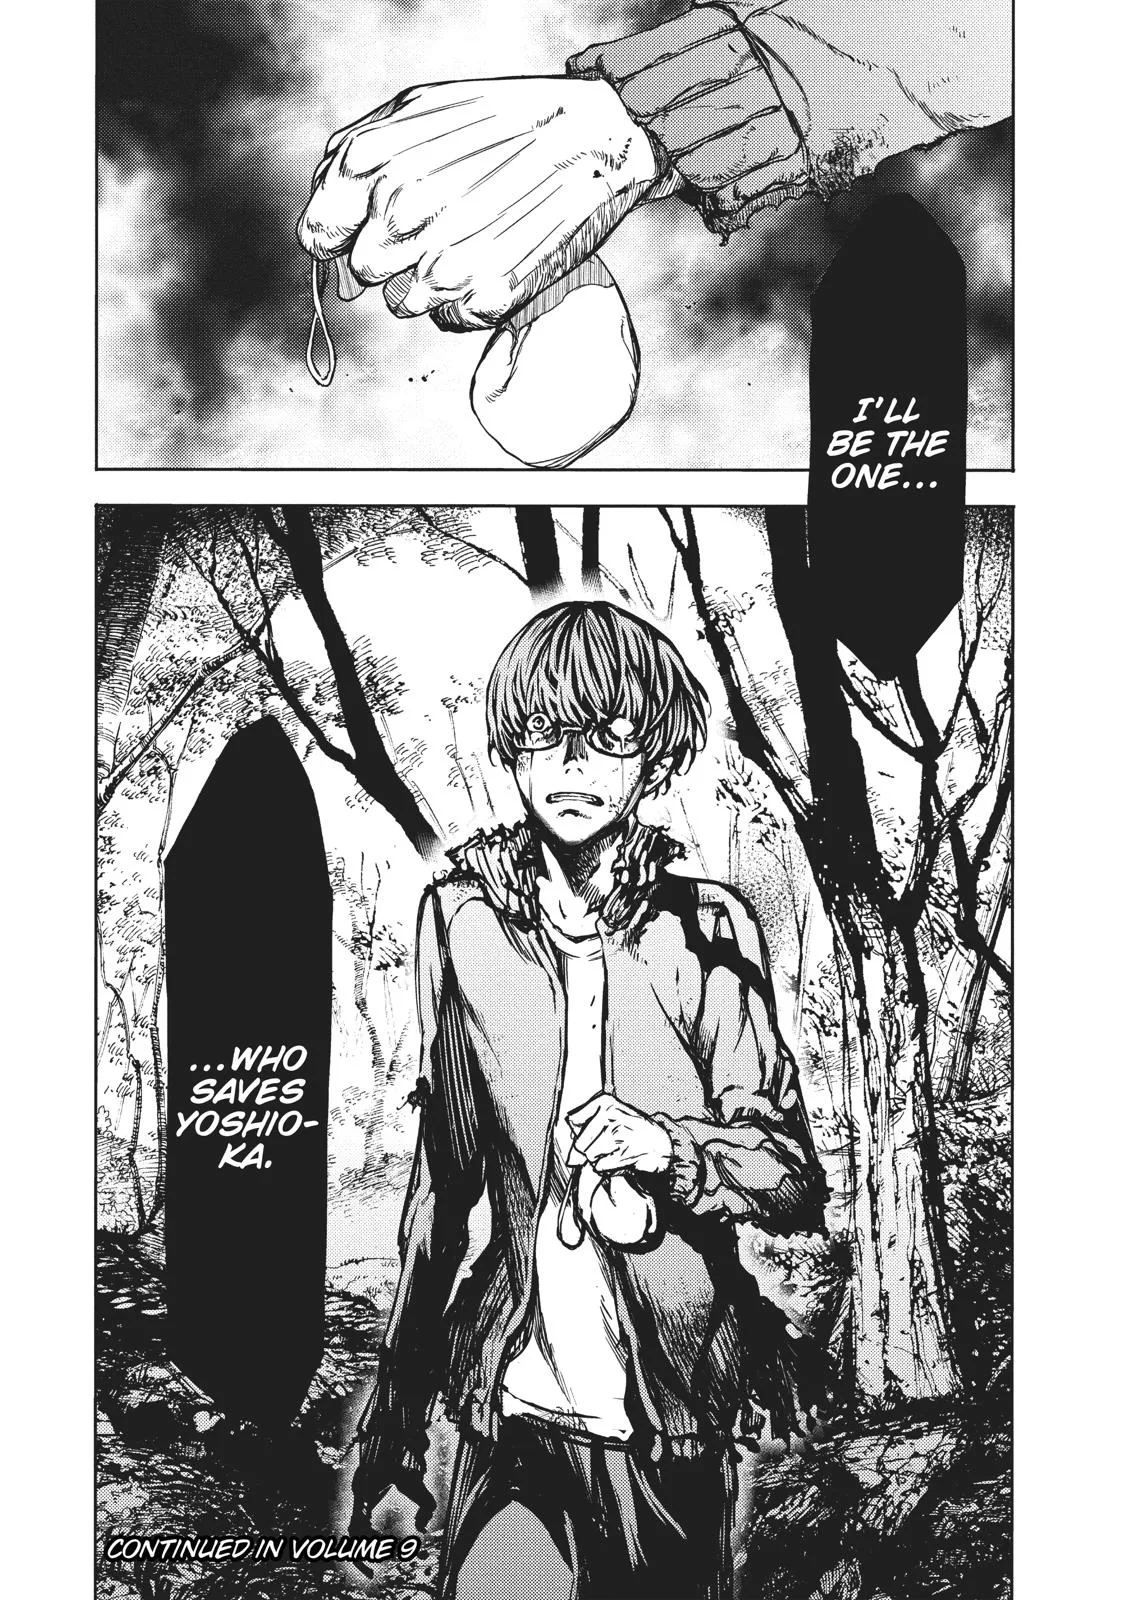 I'LL
BE THE
ONE...
...WHO
SAVES
YOSHIO-
KA.
CONTINUED IN VOLUME 9